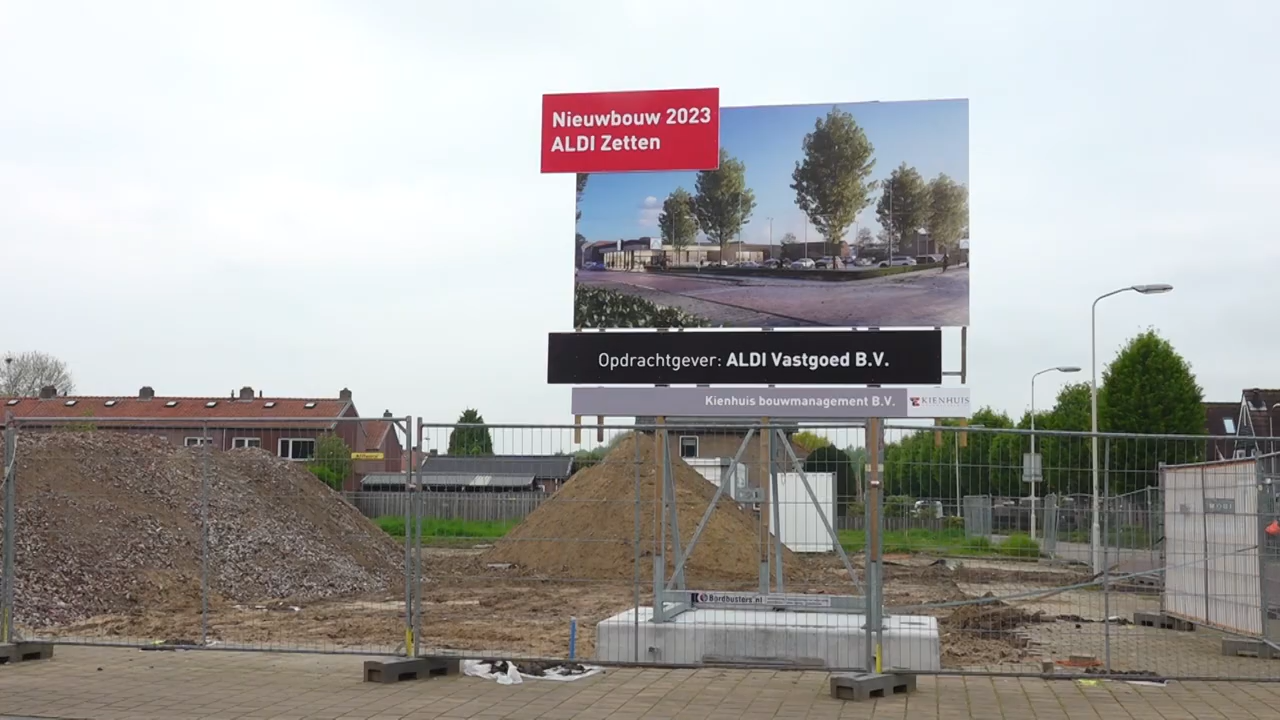 Nieuwbouw 2023
ALDI Zetten
Opdrachtgever: ALDI Vastgoed B.V.
Kienhuis bouwmanagement B.V.
KIENHUIS
Bordbusters.nl